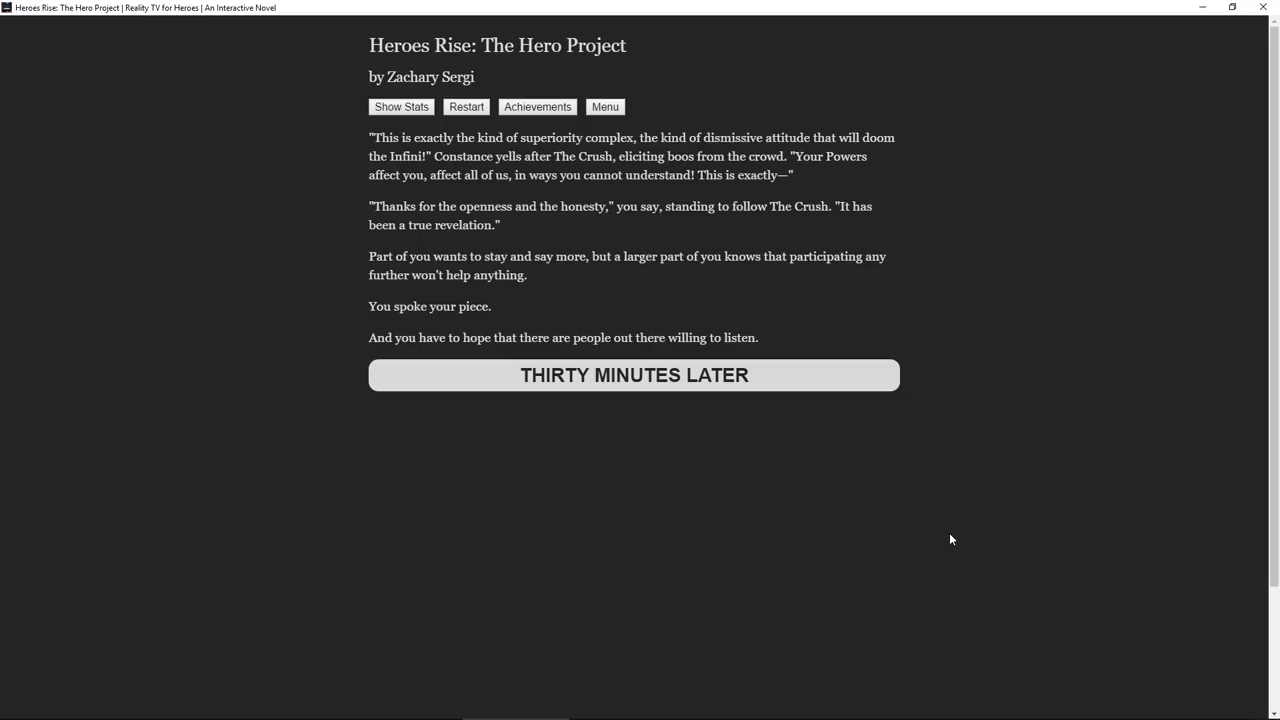 Heroes Rise: The Hero Project | Reality TV for Heroes | An Interactive Novel
Heroes Rise: The Hero Project
by Zachary Sergi
Show Stats Restart Achievements Menu
"This is exactly the kind of superiority complex, the kind of dismissive attitude that will doom
the Infini!" Constance yells after The Crush, eliciting boos from the crowd. "Your Powers
affect you, affect all of us, in ways you cannot understand! This is exactly—"
"Thanks for the openness and the honesty," you say, standing to follow The Crush. "It has
been a true revelation."
Part of you wants to stay and say more, but a larger part of you knows that participating any
further won't help anything.
You spoke your piece.
And you have to hope that there are people out there willing to listen.
THIRTY MINUTES LATER